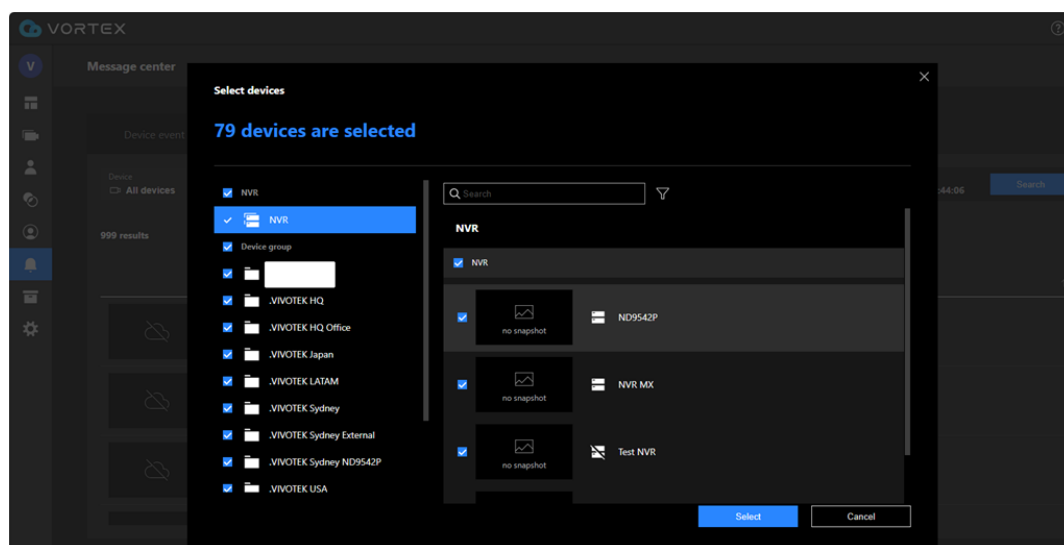 VORTEX
V
Message center
Select devices
79 devices are selected
Device event
Device
All devices
:44:06
Search
999 results
NVR
NVR
Device group
.VIVOTEK HQ
.VIVOTEK HQ Office
.VIVOTEK Japan
.VIVOTEK LATAM
.VIVOTEK Sydney
.VIVOTEK Sydney External
.VIVOTEK Sydney ND9542P
.VIVOTEK USA
Search
NVR
NVR
no snapshot
ND9542P
no snapshot
NVR MX
no snapshot
Test NVR
Select
Cancel